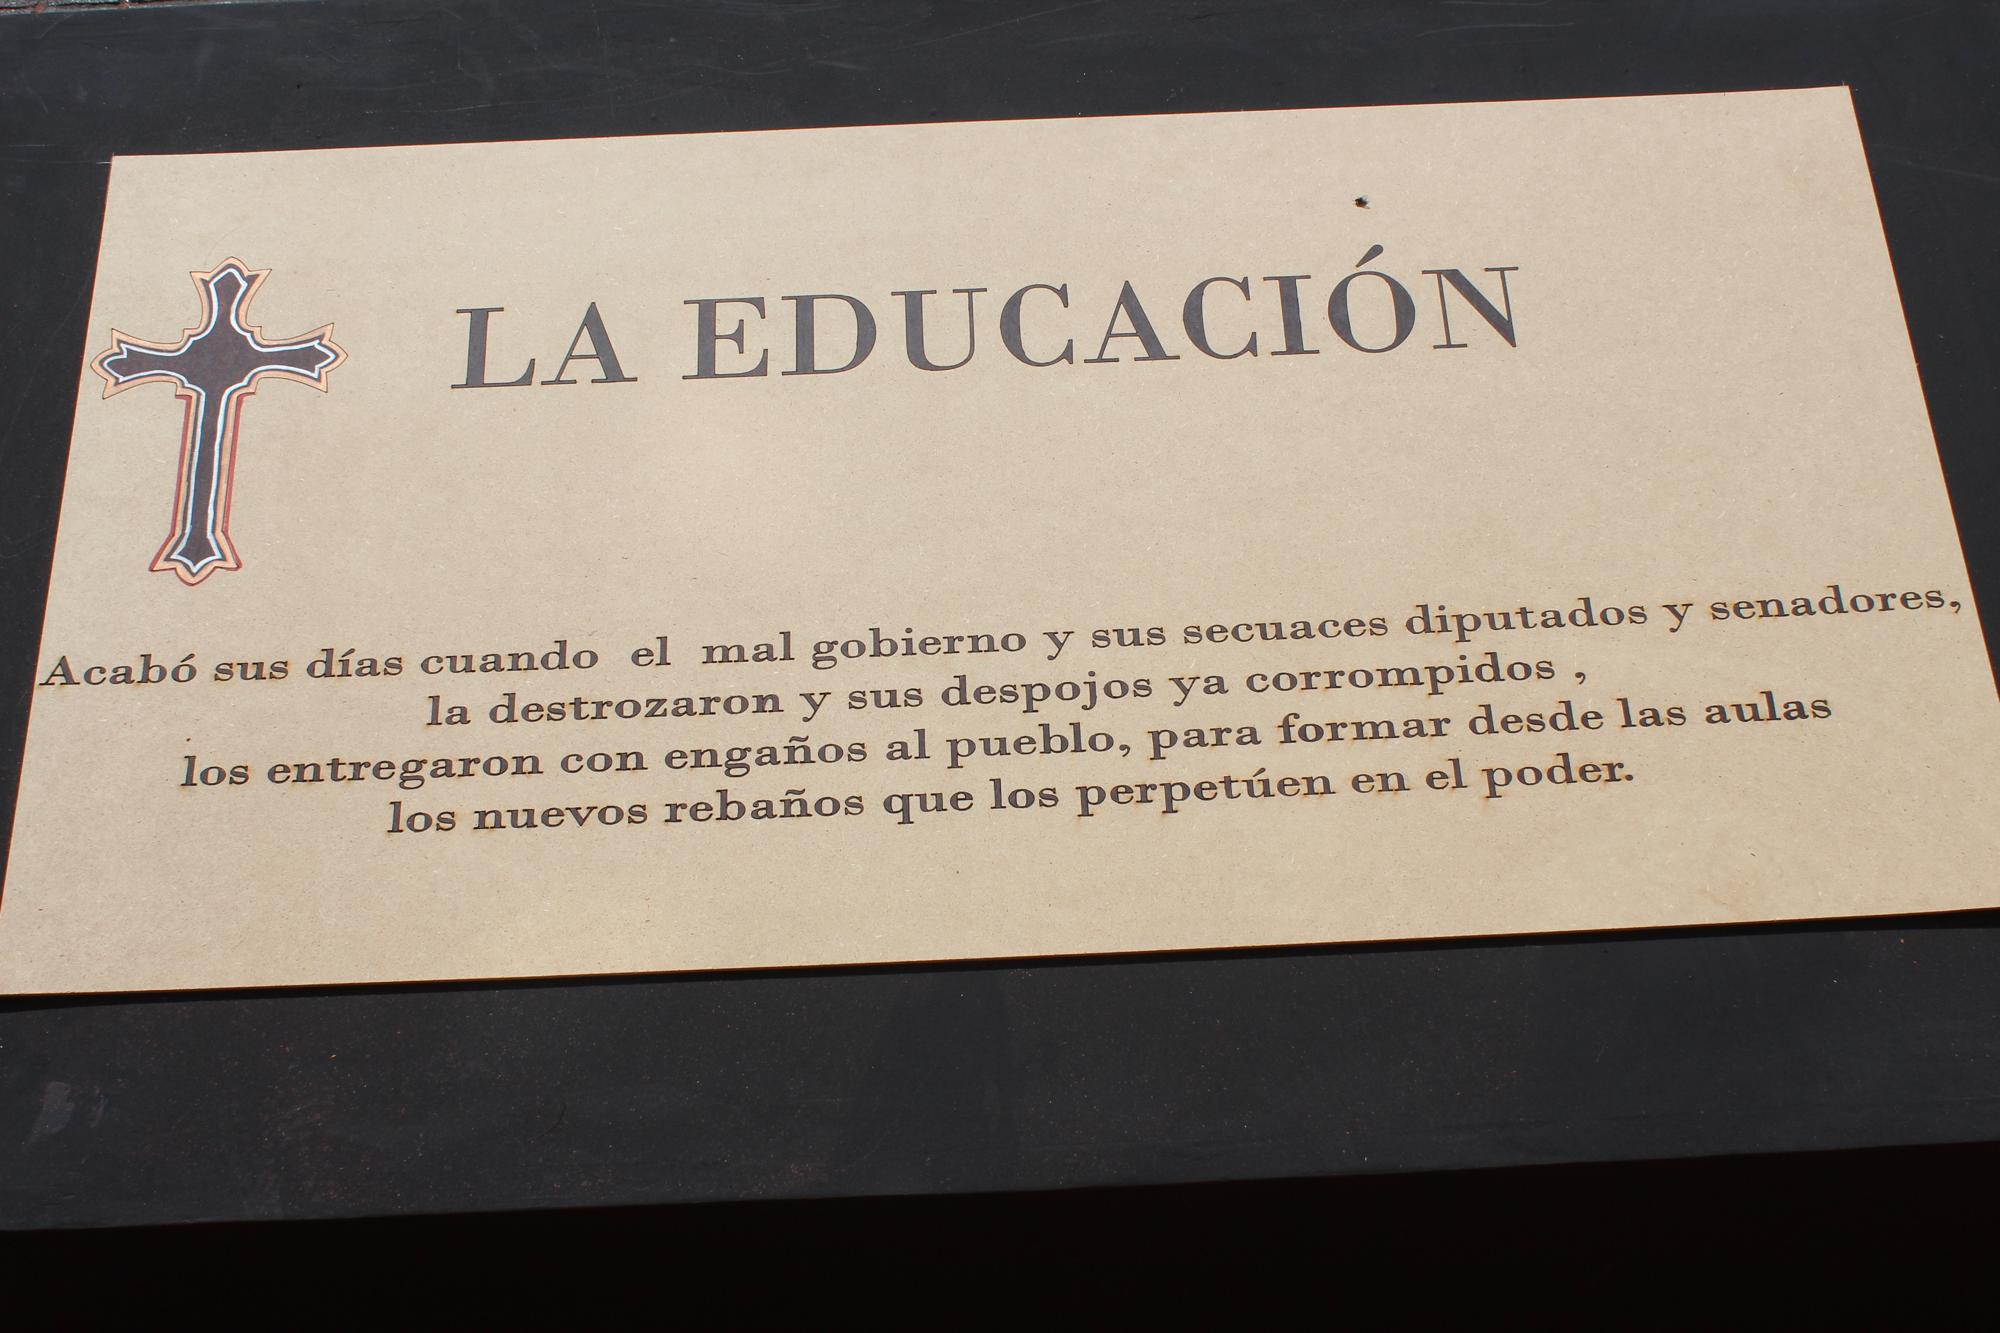 LA EDUCACIÓN
Acabó sus días cuando el mal gobierno y sus secuaces diputados y senadores,
la destrozaron y sus despojos ya corrompidos ,
los entregaron con engaños al pueblo, para formar desde las aulas
los nuevos rebaños que los perpetúen en el poder.